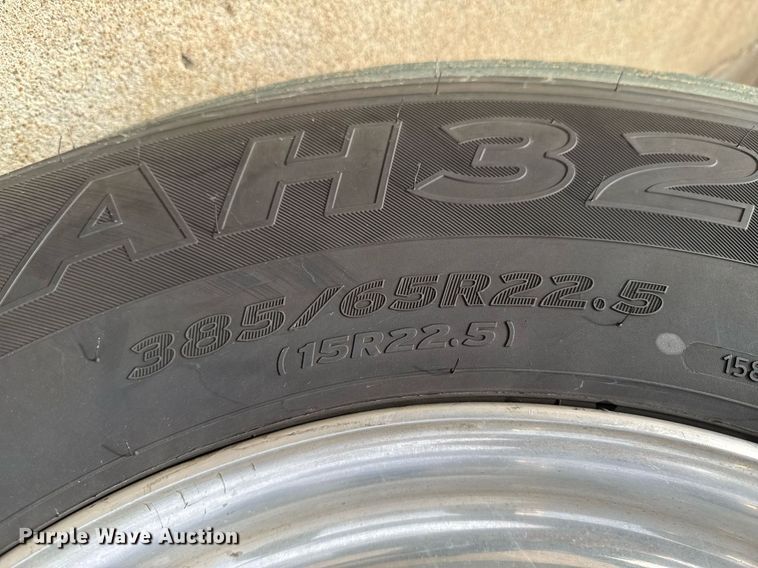 AH32
385/65R22.5
(15R22.5)
158
Purple Wave Auction